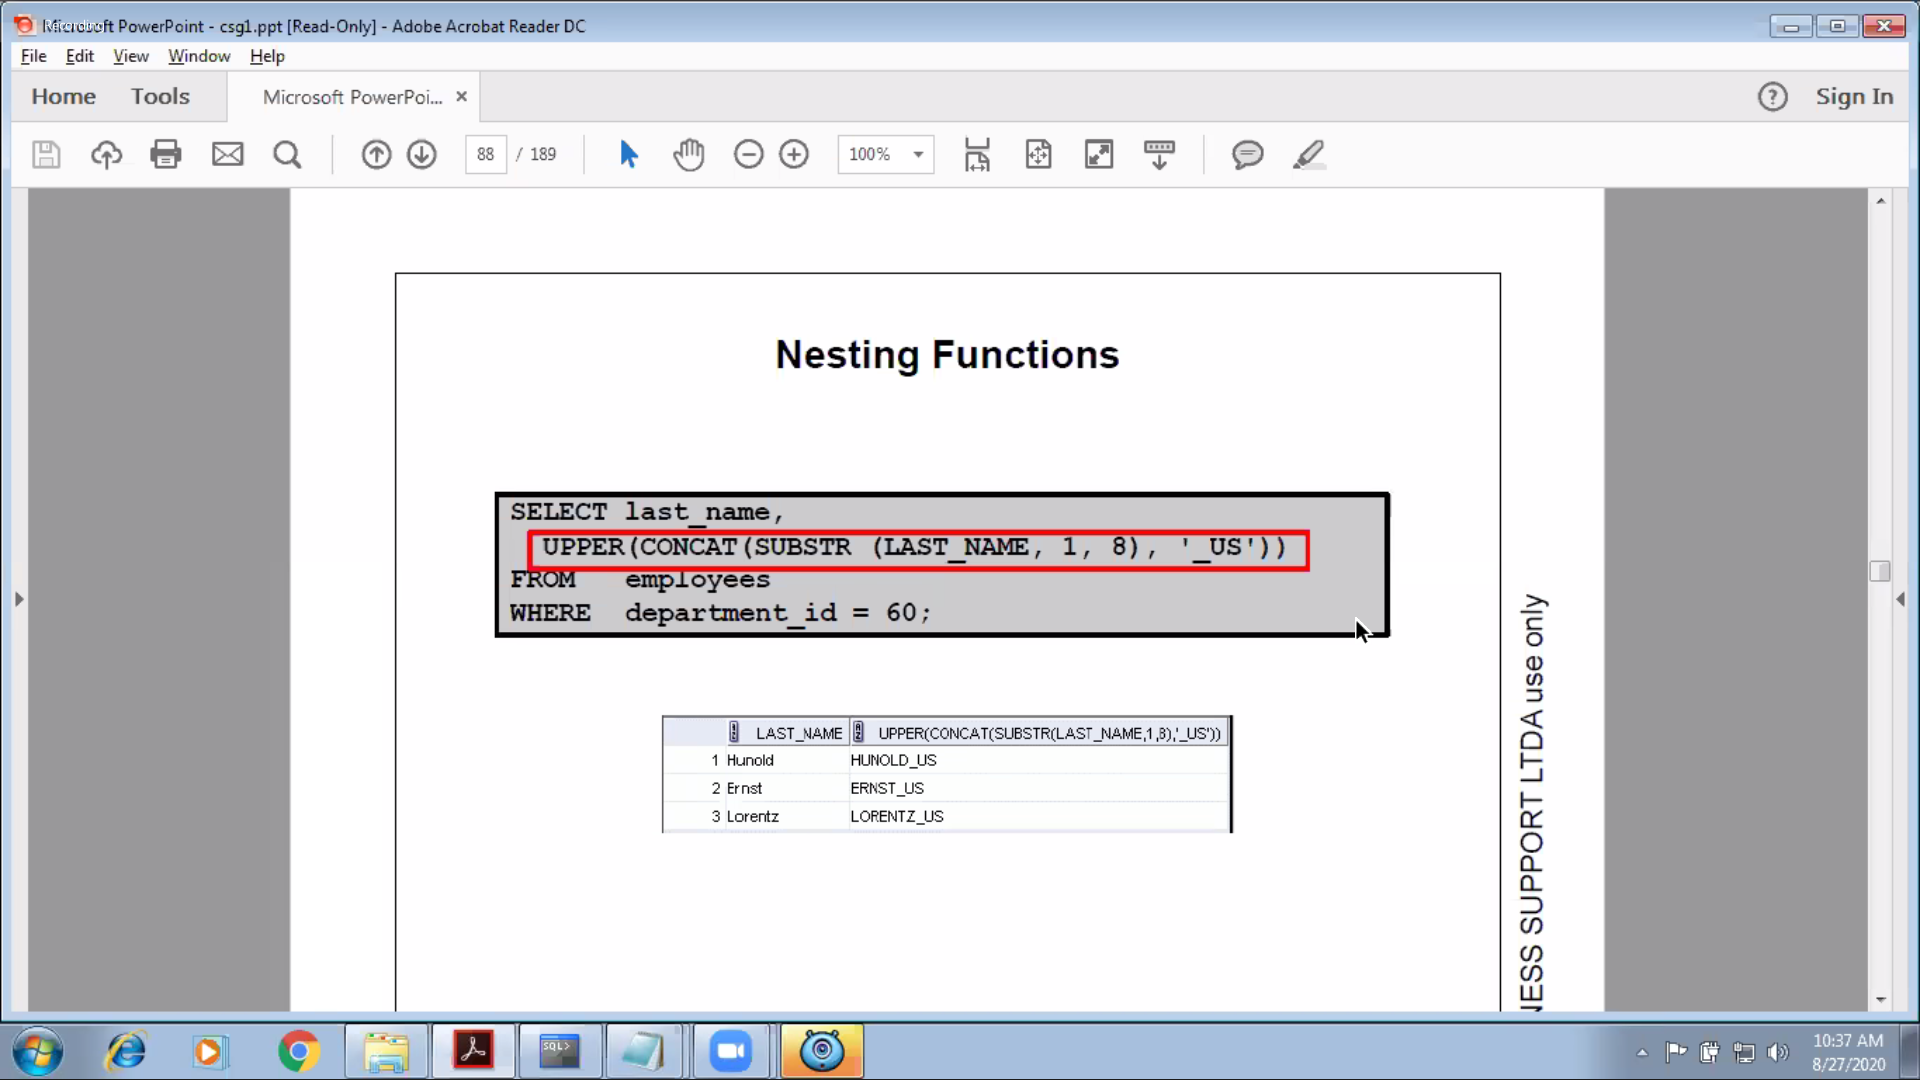 Microsoft PowerPoint - csg1.ppt [Read-Only] - Adobe Acrobat Reader DC
File Edit View Window Help
Home Tools Microsoft PowerPoi... Sign In
88 / 189 100%
Nesting Functions
SELECT last_name,
UPPER(CONCAT(SUBSTR (LAST_NAME, 1, 8), '_US'))
FROM employees
WHERE department_id = 60;
LAST_NAME UPPER(CONCAT(SUBSTR(LAST_NAME,1,8),'_US'))
1 Hunold HUNOLD_US
2 Ernst ERNST_US
3 Lorentz LORENTZ_US
NESS SUPPORT LTDA use only
SQL>
10:37 AM
8/27/2020